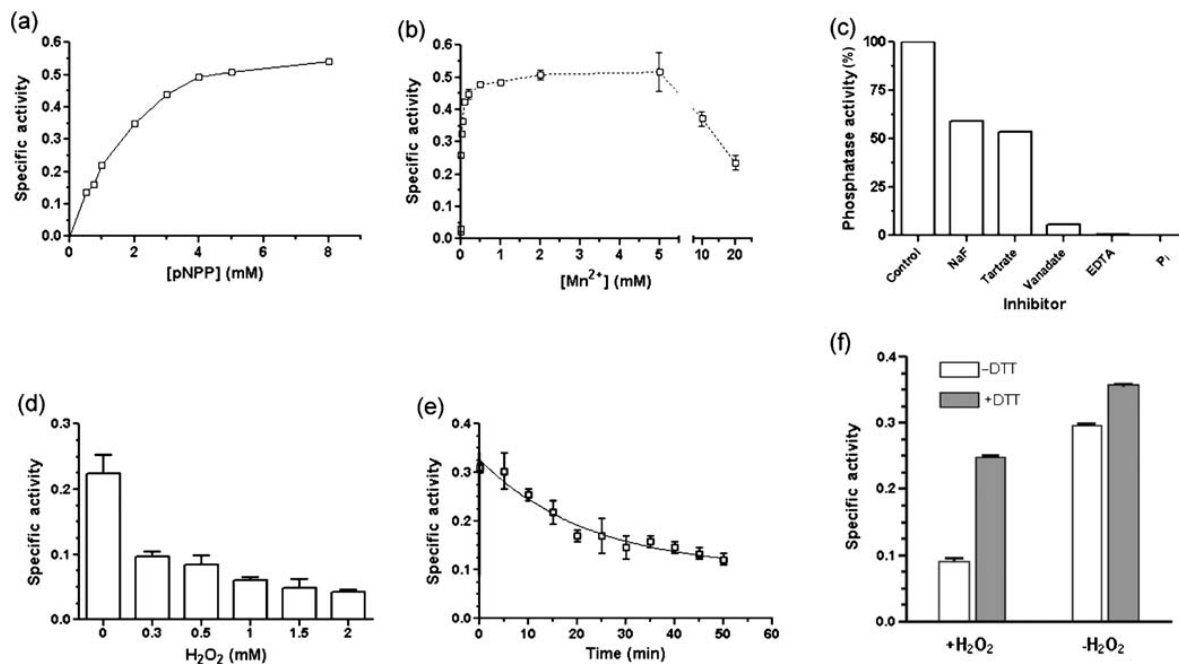 (a)
Specific activity
0.6
0.5
0.4
0.3
0.2
0.1
0.0
0 2 4 6 8
[pNPP] (mM)
(b)
Specific activity
0.6
0.5
0.4
0.3
0.2
0.1
0.0
0 1 2 3 4 5 10 20
[Mn²⁺] (mM)
(c)
Phosphatase activity (%)
100
75
50
25
0
Control NaF Tartrate Vanadate EDTA Pᵢ
Inhibitor
(d)
Specific activity
0.3
0.2
0.1
0.0
0 0.3 0.5 1 1.5 2
H₂O₂ (mM)
(e)
Specific activity
0.4
0.3
0.2
0.1
0.0
0 10 20 30 40 50 60
Time (min)
(f)
Specific activity
0.4
0.3
0.2
0.1
0.0
–DTT
+DTT
+H₂O₂ -H₂O₂